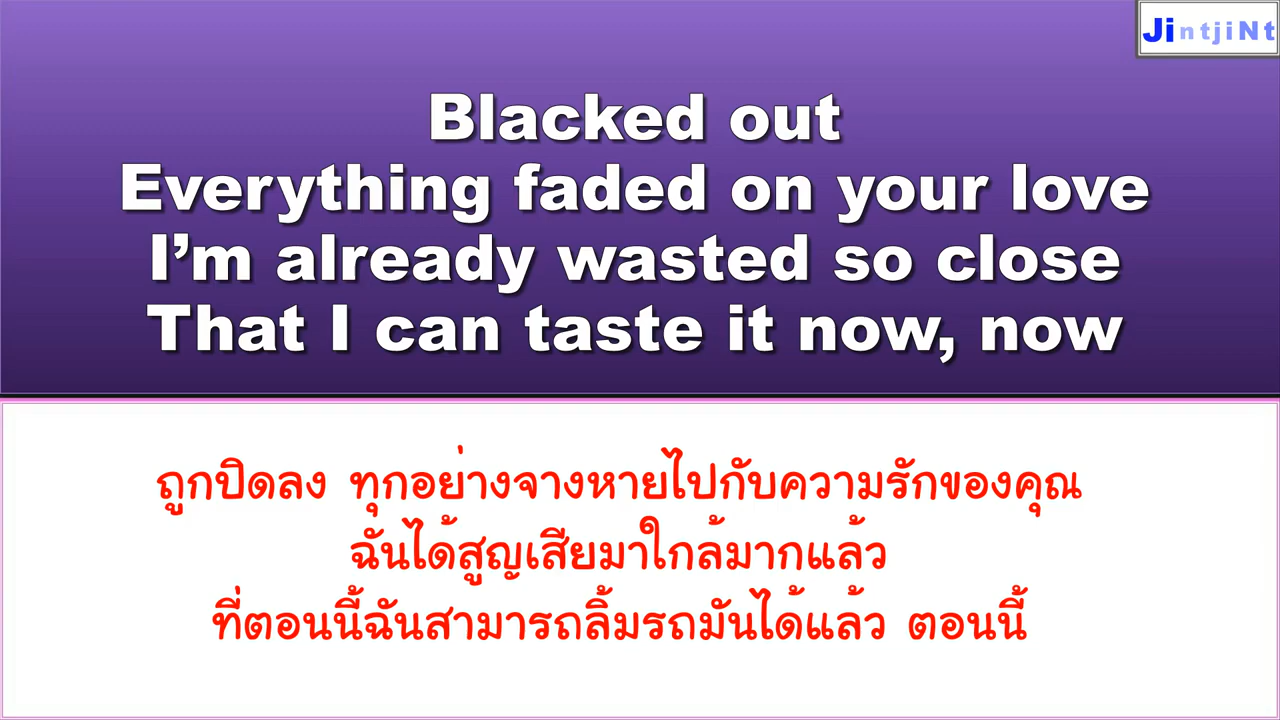 JintjiNt
Blacked out
Everything faded on your love
I’m already wasted so close
That I can taste it now, now
ถูกปิดลง ทุกอย่างจางหายไปกับความรักของคุณ
ฉันได้สูญเสียมาใกล้มากแล้ว
ที่ตอนนี้ฉันสามารถลิ้มรถมันได้แล้ว ตอนนี้